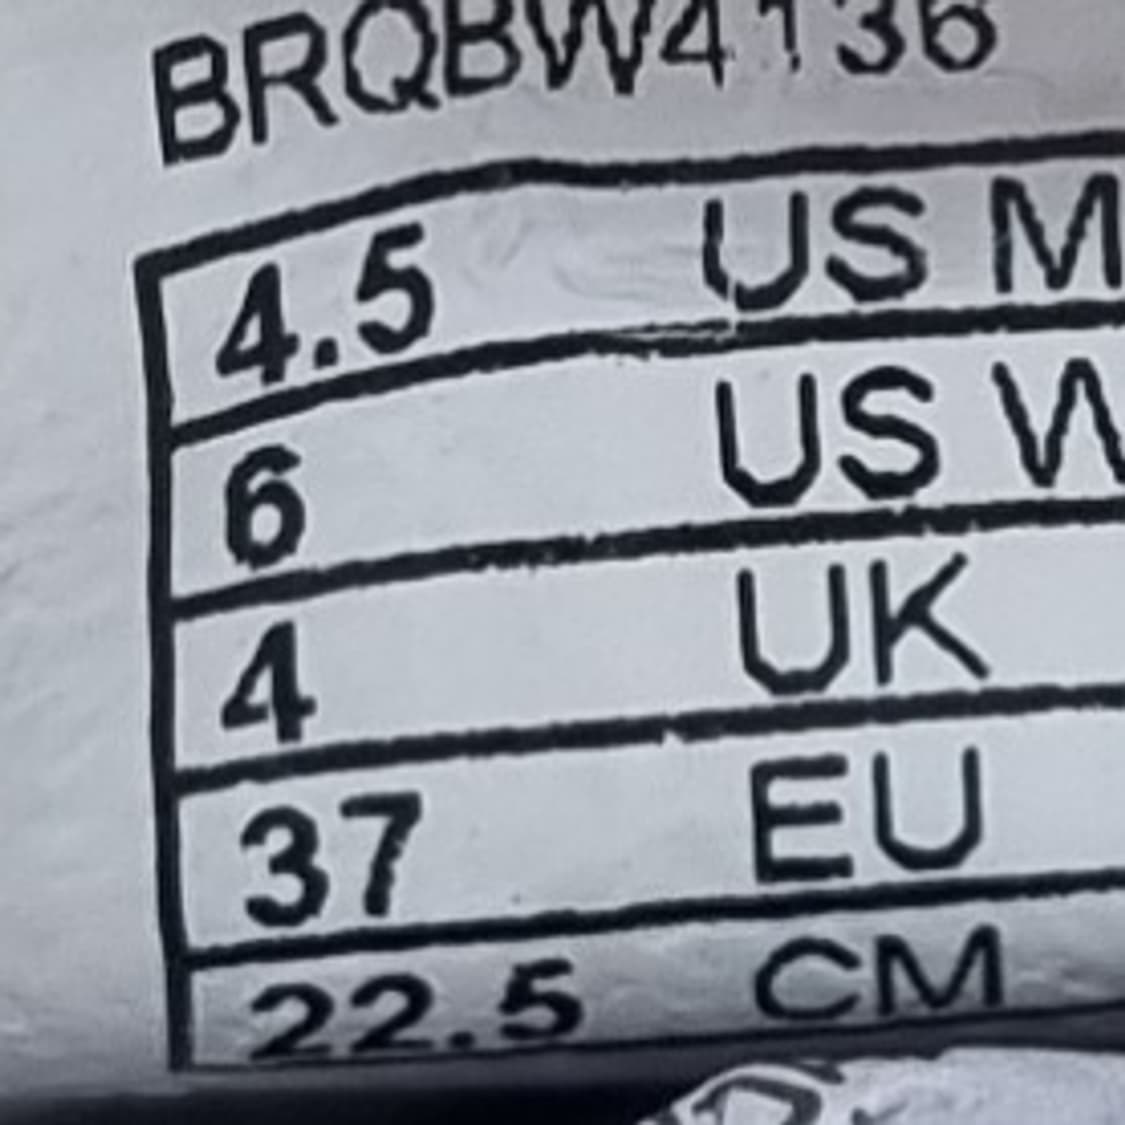 BRQBW4136
4.5 US M
6 US W
4 UK
37 EU
22.5 CM